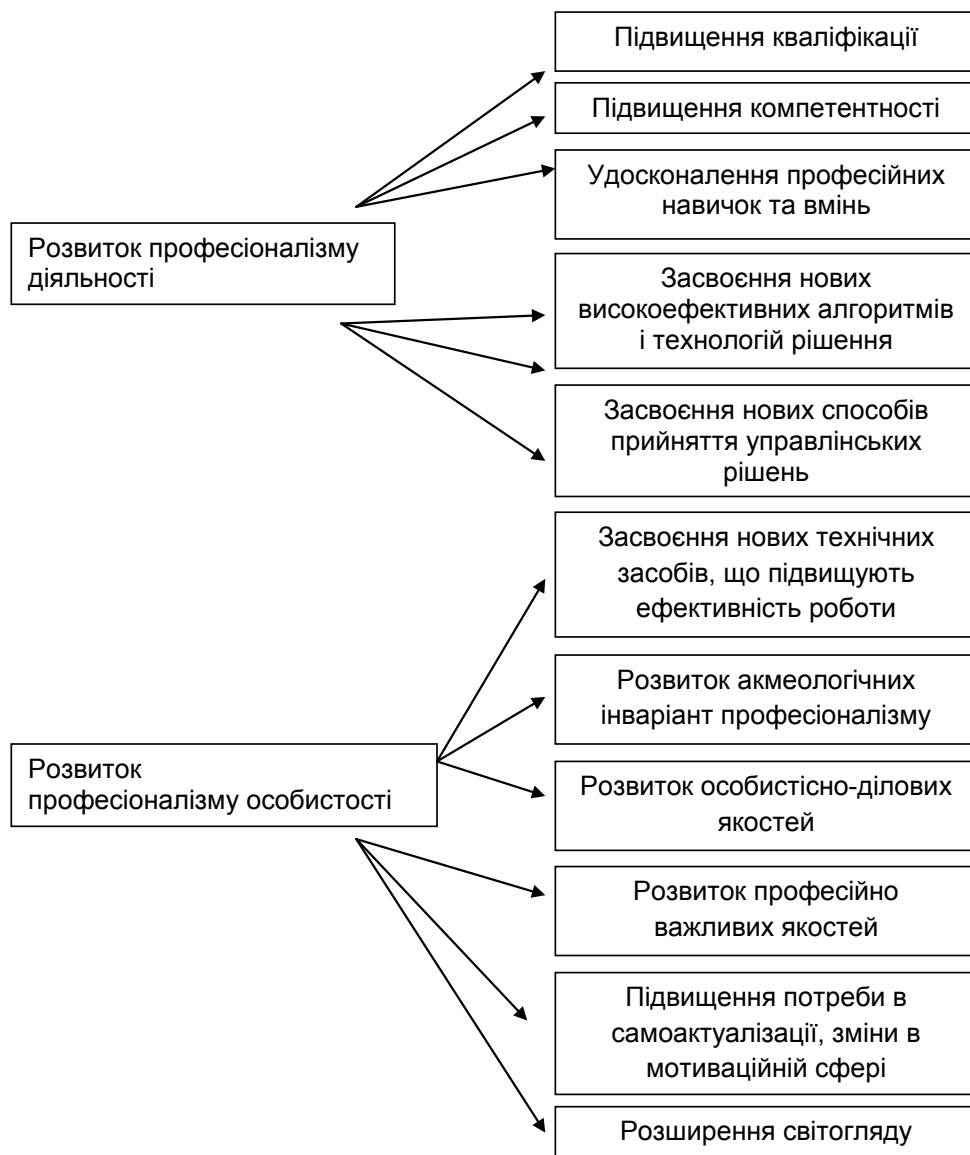 Підвищення кваліфікації
Підвищення компетентності
Удосконалення професійних
навичок та вмінь
Розвиток професіоналізму
діяльності
Засвоєння нових
високоефективних алгоритмів
і технологій рішення
Засвоєння нових способів
прийняття управлінських
рішень
Засвоєння нових технічних
засобів, що підвищують
ефективність роботи
Розвиток акмеологічних
інваріант професіоналізму
Розвиток
професіоналізму особистості
Розвиток особистісно-ділових
якостей
Розвиток професійно
важливих якостей
Підвищення потреби в
самоактуалізації, зміни в
мотиваційній сфері
Розширення світогляду